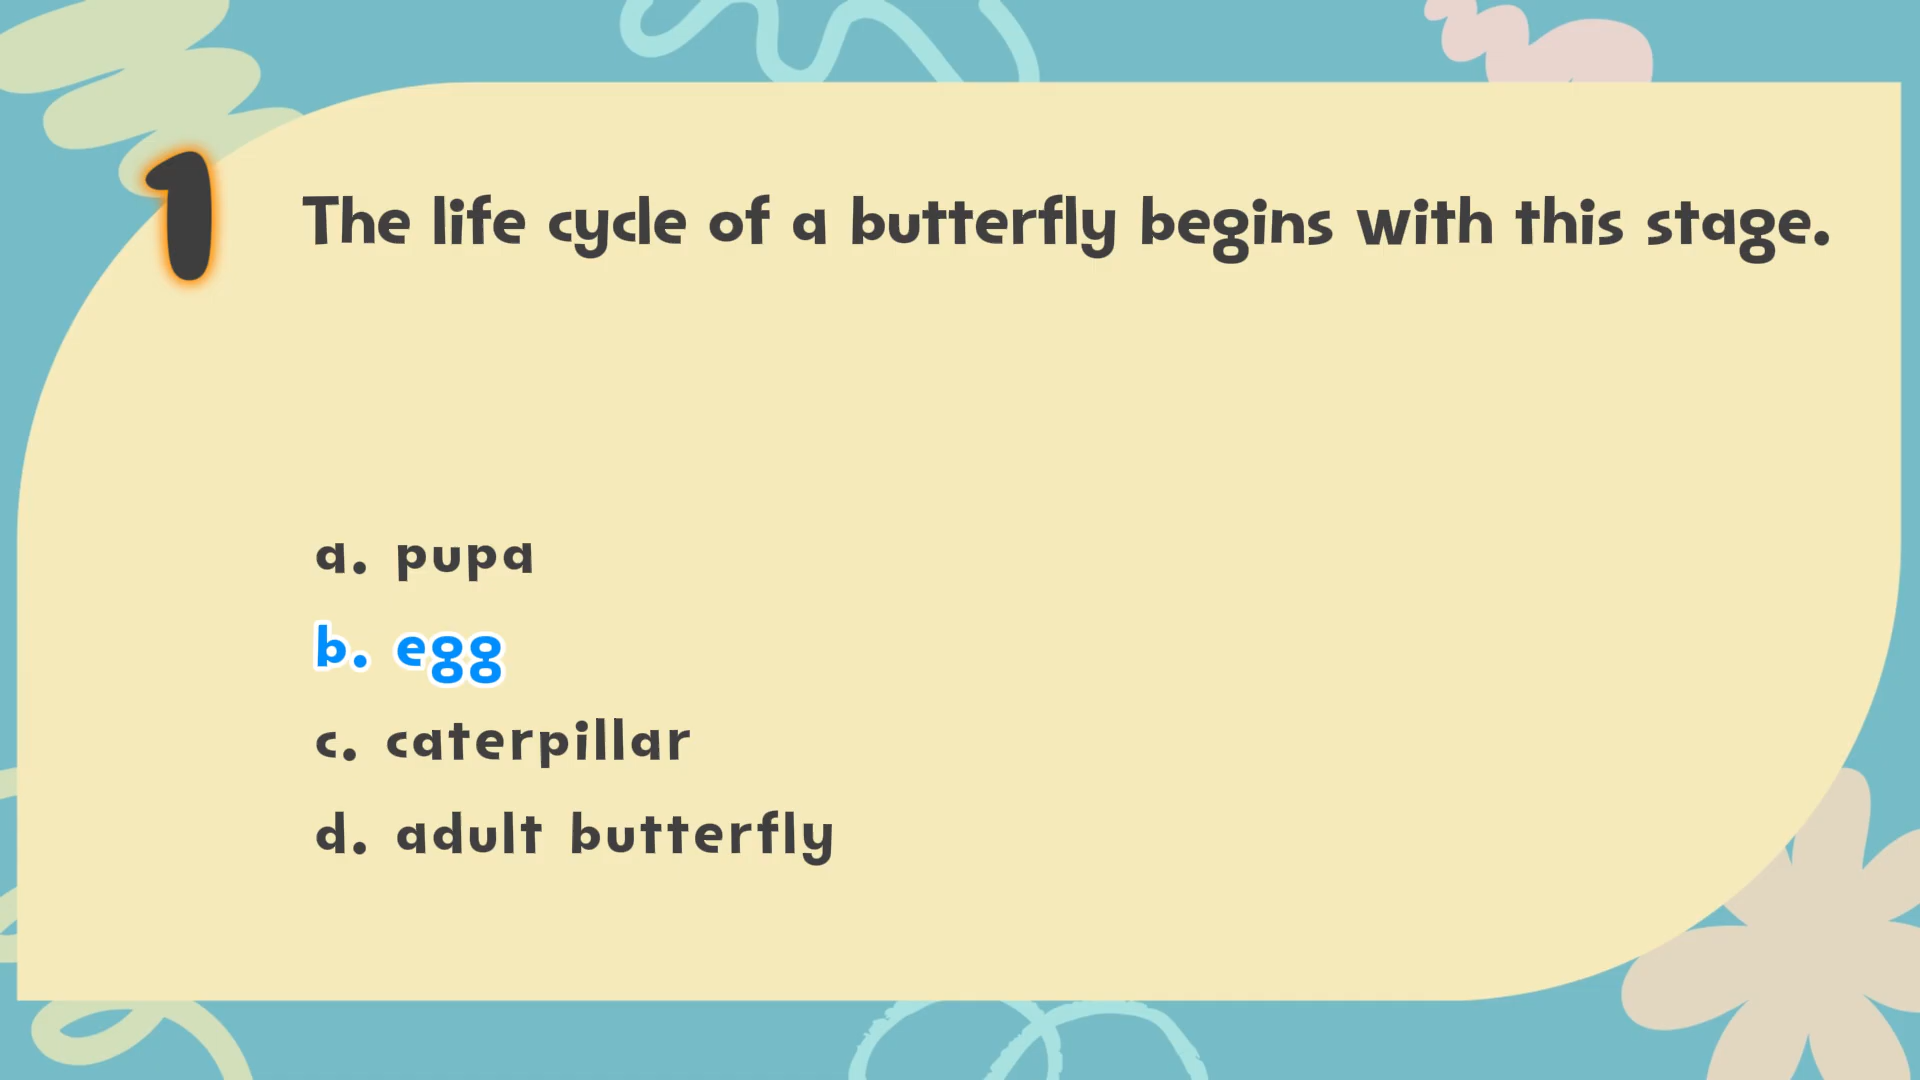 1
The life cycle of a butterfly begins with this stage.
a. pupa
b. egg
c. caterpillar
d. adult butterfly